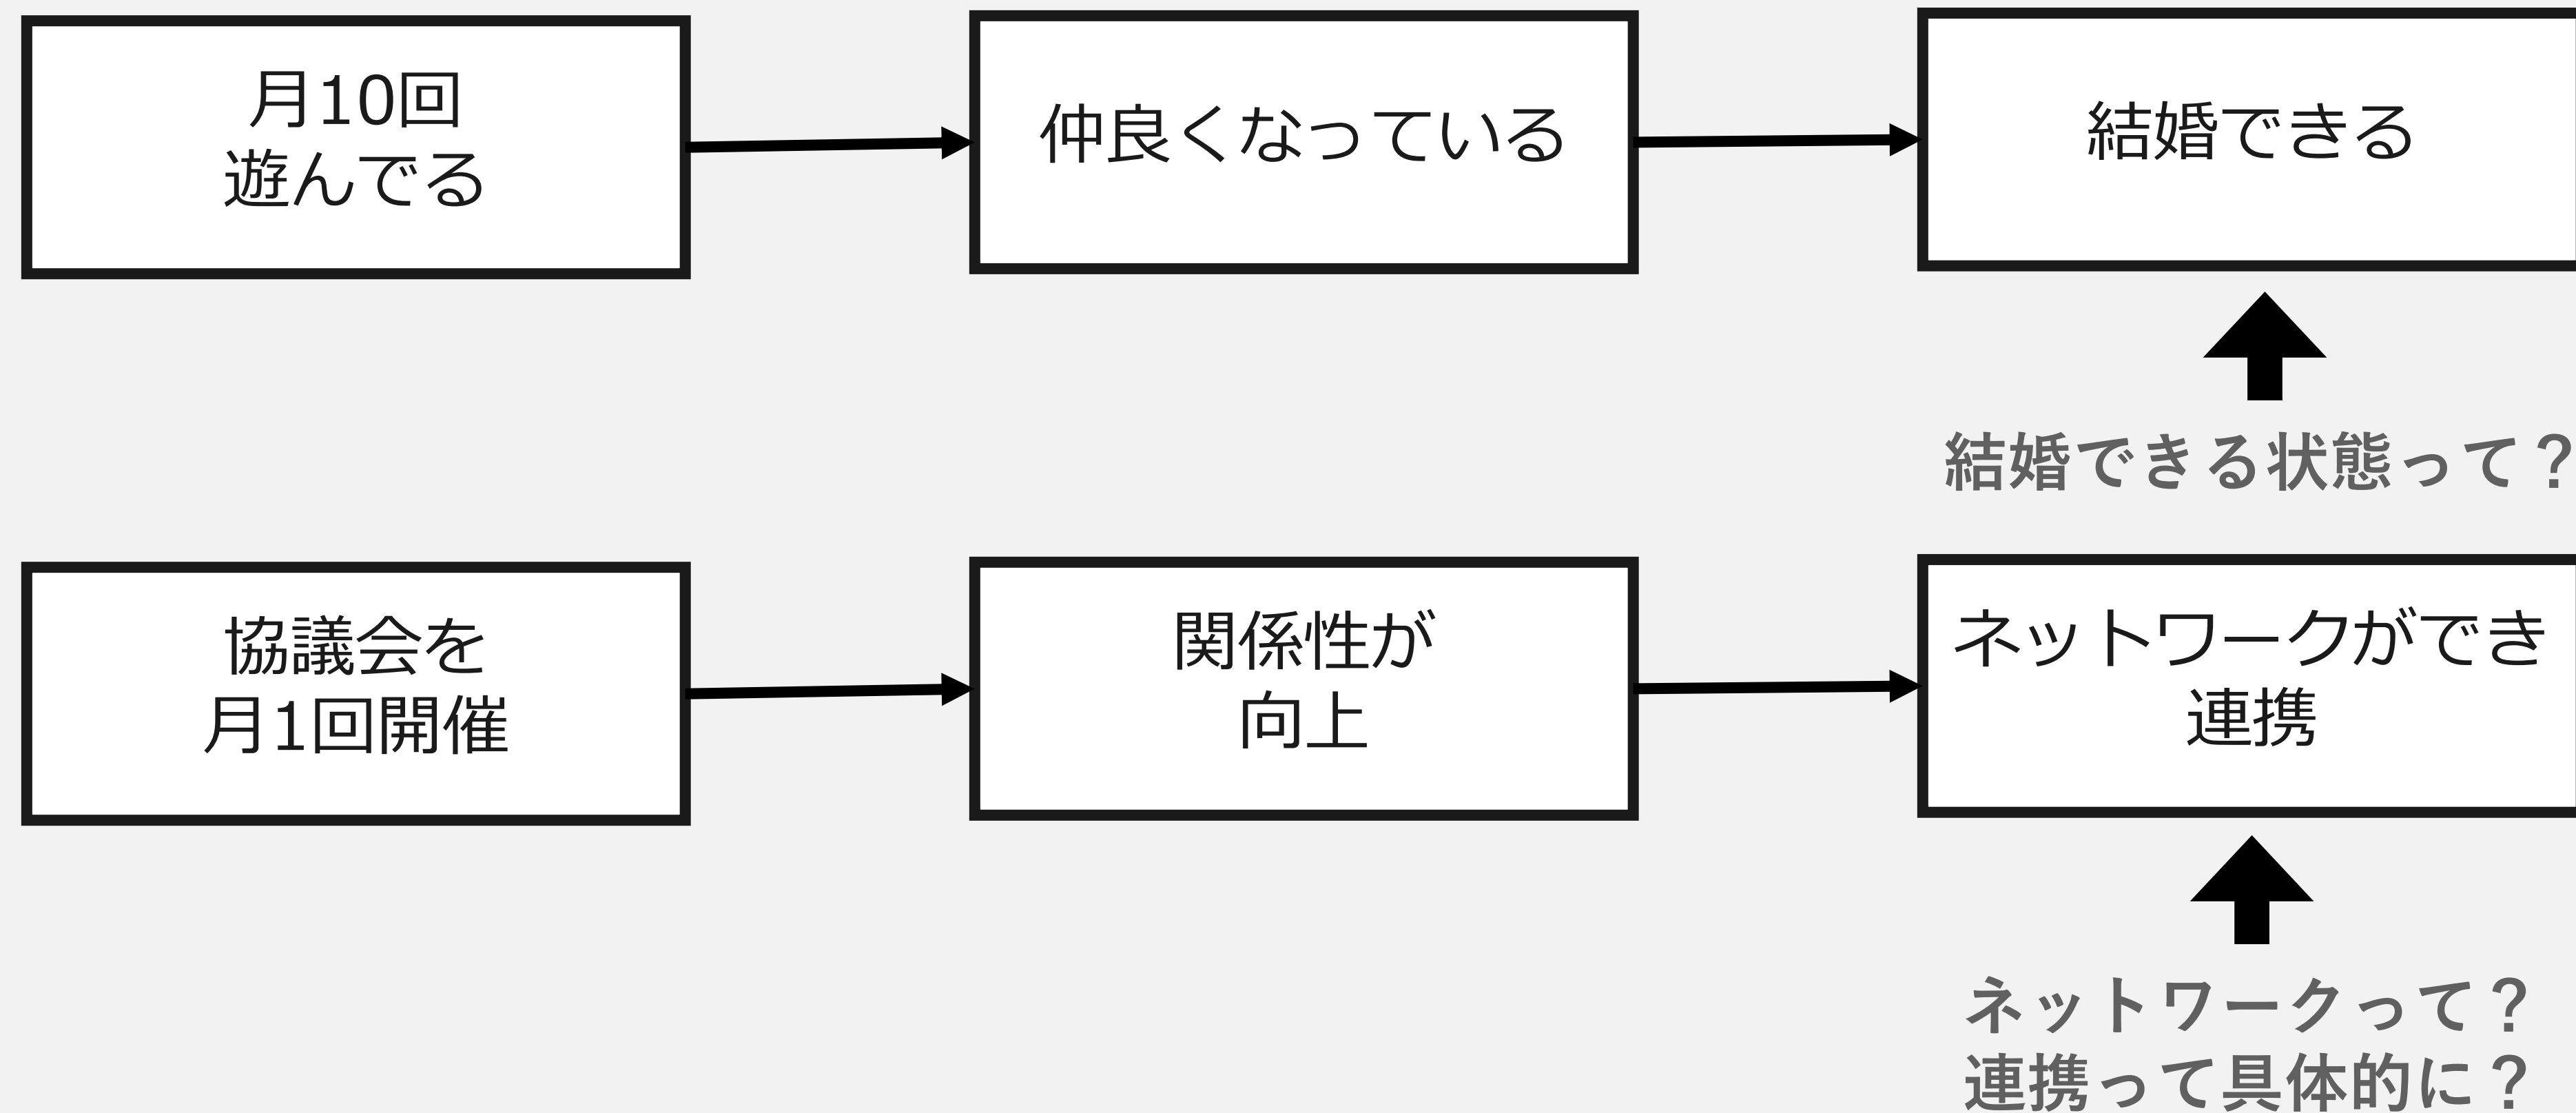 月10回
遊んでる
仲良くなっている
結婚できる
結婚できる状態って？
協議会を
月1回開催
関係性が
向上
ネットワークができ
連携
ネットワークって？
連携って具体的に？